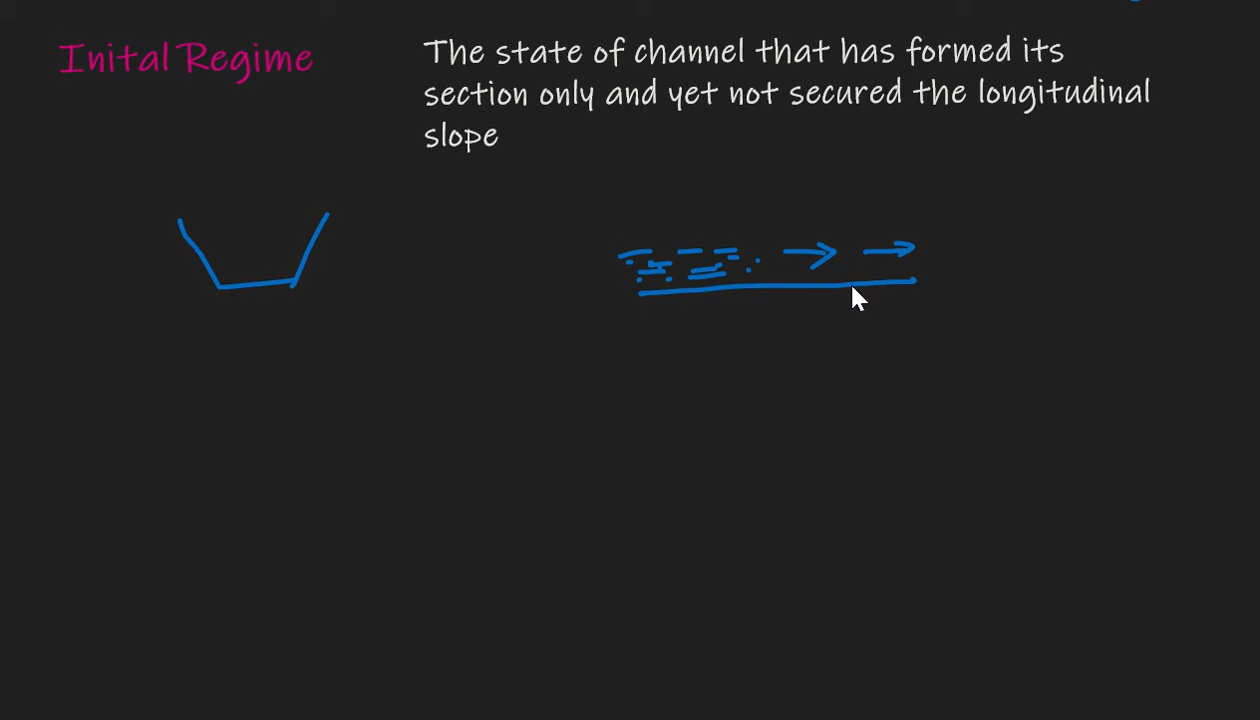 Inital Regime
The state of channel that has formed its
section only and yet not secured the longitudinal
slope